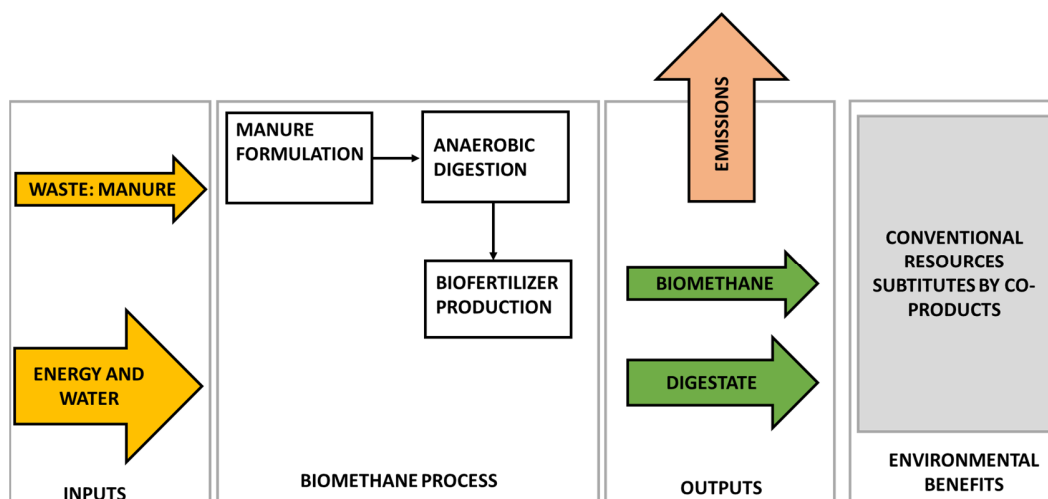 WASTE: MANURE
ENERGY AND
WATER
INPUTS
MANURE
FORMULATION
ANAEROBIC
DIGESTION
BIOFERTILIZER
PRODUCTION
BIOMETHANE PROCESS
EMISSIONS
BIOMETHANE
DIGESTATE
OUTPUTS
CONVENTIONAL
RESOURCES
SUBTITUTES BY CO-
PRODUCTS
ENVIRONMENTAL
BENEFITS